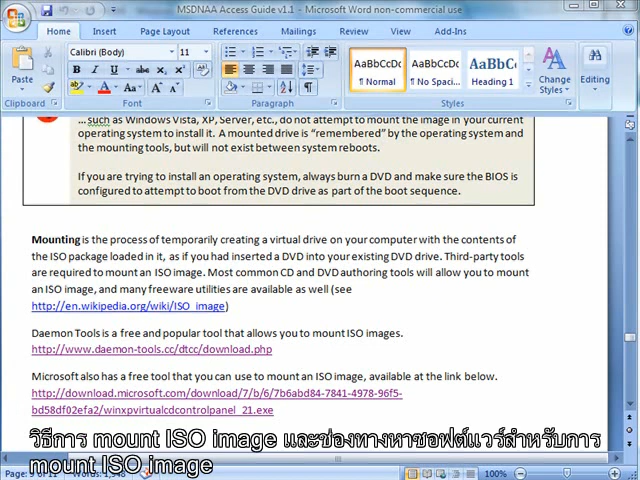 MSDNAA Access Guide v1.1 - Microsoft Word non-commercial use
Home Insert Page Layout References Mailings Review View Add-Ins
Calibri (Body) 11
Paste
AaBbCcDc AaBbCcDc AaBbC
¶ Normal ¶ No Spaci... Heading 1
Change Styles Editing
Clipboard Font Paragraph Styles
...such as Windows Vista, XP, Server, etc., do not attempt to mount the image in your current
operating system to install it. A mounted drive is “remembered” by the operating system and
the mounting tools, but will not exist between system reboots.
If you are trying to install an operating system, always burn a DVD and make sure the BIOS is
configured to attempt to boot from the DVD drive as part of the boot sequence.
Mounting is the process of temporarily creating a virtual drive on your computer with the contents of
the ISO package loaded in it, as if you had inserted a DVD into your existing DVD drive. Third-party tools
are required to mount an ISO image. Most common CD and DVD authoring tools will allow you to mount
an ISO image, and many freeware utilities are available as well (see
http://en.wikipedia.org/wiki/ISO_image)
Daemon Tools is a free and popular tool that allows you to mount ISO images.
http://www.daemon-tools.cc/dtcc/download.php
Microsoft also has a free tool that you can use to mount an ISO image, available at the link below.
http://download.microsoft.com/download/7/b/6/7b6abd84-7841-4978-96f5-
bd58df02efa2/winxpvirtualcdcontrolpanel_21.exe
วิธีการ mount ISO image และช่องทางหาซอฟต์แวร์สำหรับการ
mount ISO image
Page: 9 of 11 Words: 1,948 100%